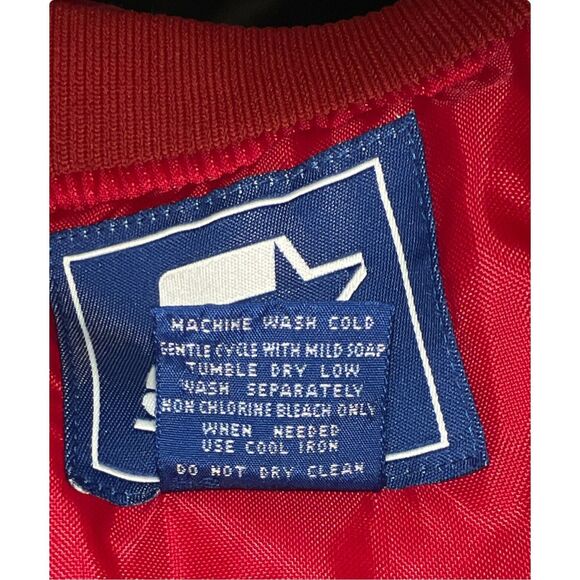 MACHINE WASH COLD
GENTLE CYCLE WITH MILD SOAP
TUMBLE DRY LOW
WASH SEPARATELY
NON CHLORINE BLEACH ONLY
WHEN NEEDED
USE COOL IRON
DO NOT DRY CLEAN